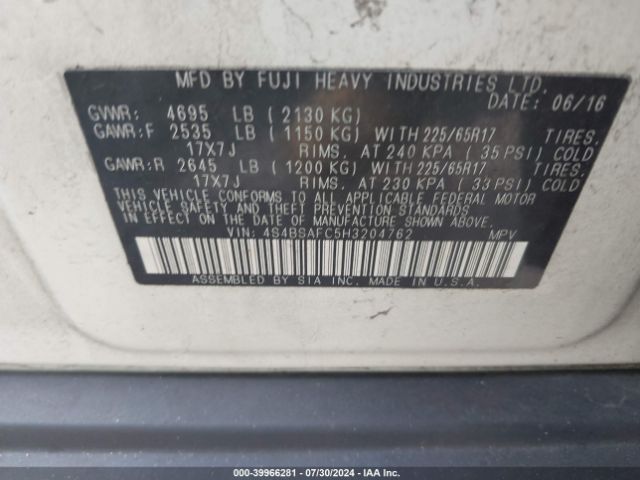 MFD BY FUJI HEAVY INDUSTRIES LTD.
DATE: 06/16
GVWR: 4695 LB ( 2130 KG)
GAWR:F 2535 LB ( 1150 KG) WITH 225/65R17 TIRES.
17X7J RIMS. AT 240 KPA ( 35 PSI) COLD
GAWR:R 2645 LB ( 1200 KG) WITH 225/65R17 TIRES.
17X7J RIMS. AT 230 KPA ( 33 PSI) COLD
THIS VEHICLE CONFORMS TO ALL APPLICABLE FEDERAL MOTOR
VEHICLE SAFETY AND THEFT PREVENTION STANDARDS
IN EFFECT ON THE DATE OF MANUFACTURE SHOWN ABOVE.
VIN: 4S4BSAFC5H3204762 MPV
ASSEMBLED BY SIA INC. MADE IN U.S.A.
000-39966281 - 07/30/2024 - IAA Auctions